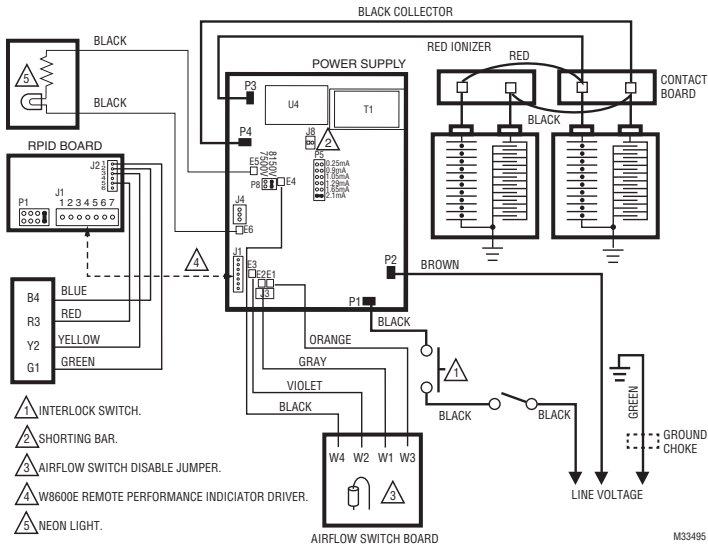 BLACK COLLECTOR
RED IONIZER
BLACK
POWER SUPPLY
RED
5
P3
U4
T1
CONTACT
BOARD
BLACK
P4
J8
2
BLACK
RPID BOARD
E5
8150V
7500V
P5
0.25mA
0.9mA
1.05mA
1.29mA
1.65mA
2.1mA
J2
1
2
3
4
5
P8
E4
J1
P1
1 2 3 4 5 6 7
J4
E6
4
J1
E3
E2
E1
J3
P2
BROWN
P1
BLACK
B4
BLUE
R3
RED
Y2
YELLOW
G1
GREEN
ORANGE
GRAY
VIOLET
BLACK
1
BLACK
BLACK
GREEN
GROUND
CHOKE
LINE VOLTAGE
W4 W2 W1 W3
3
AIRFLOW SWITCH BOARD
1 INTERLOCK SWITCH.
2 SHORTING BAR.
3 AIRFLOW SWITCH DISABLE JUMPER.
4 W8600E REMOTE PERFORMANCE INDICIATOR DRIVER.
5 NEON LIGHT.
M33495